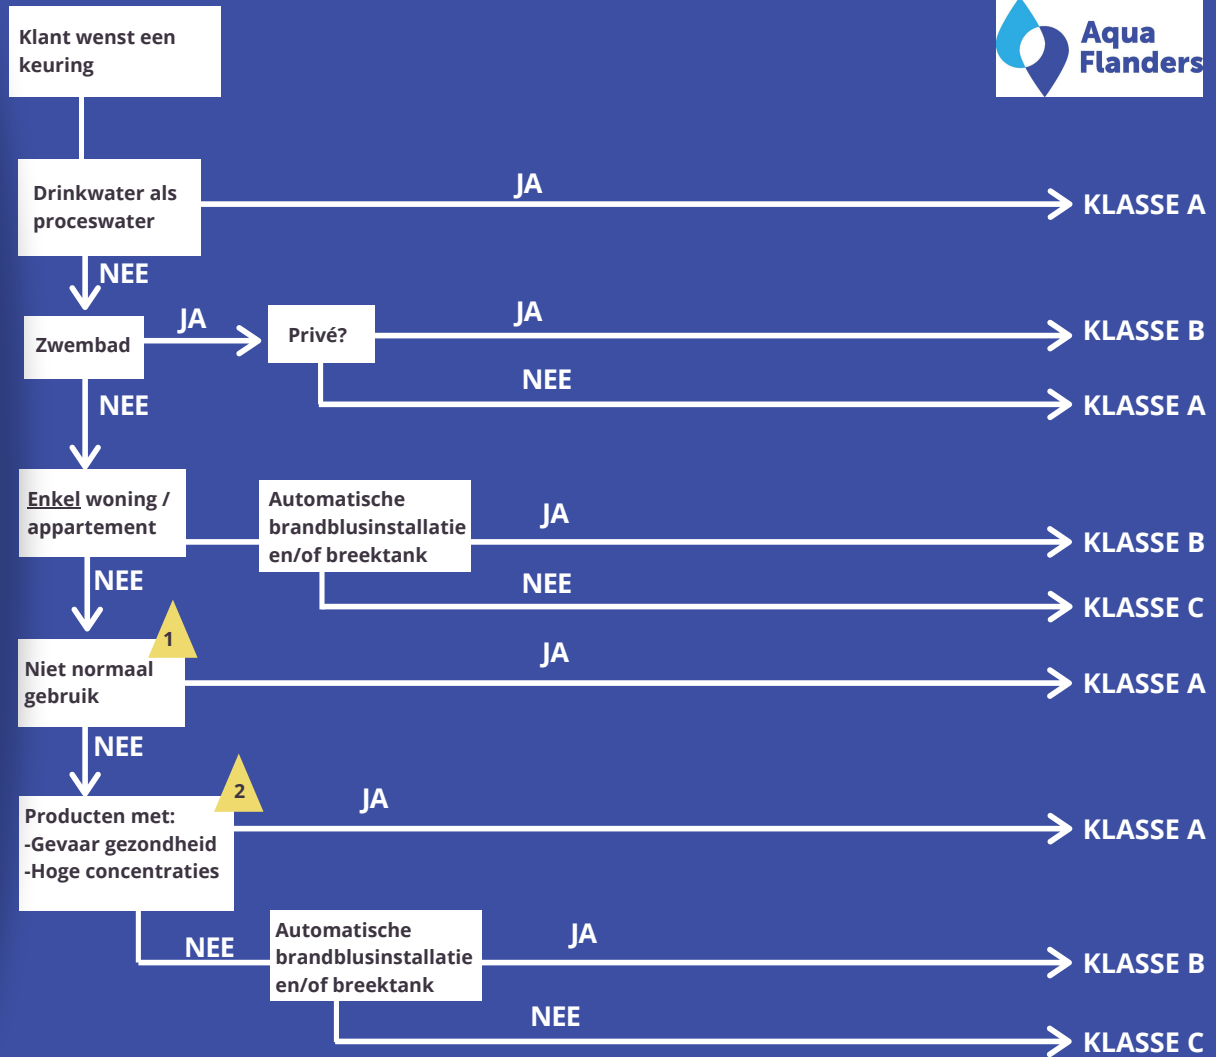 Klant wenst een
keuring
Aqua
Flanders
Drinkwater als
proceswater
JA
KLASSE A
NEE
Zwembad
JA
Privé?
JA
KLASSE B
NEE
KLASSE A
NEE
Enkel woning /
appartement
Automatische
brandblusinstallatie
en/of breektank
JA
KLASSE B
NEE
KLASSE C
NEE
1
Niet normaal
gebruik
JA
KLASSE A
NEE
2
Producten met:
-Gevaar gezondheid
-Hoge concentraties
JA
KLASSE A
NEE
Automatische
brandblusinstallatie
en/of breektank
JA
KLASSE B
NEE
KLASSE C